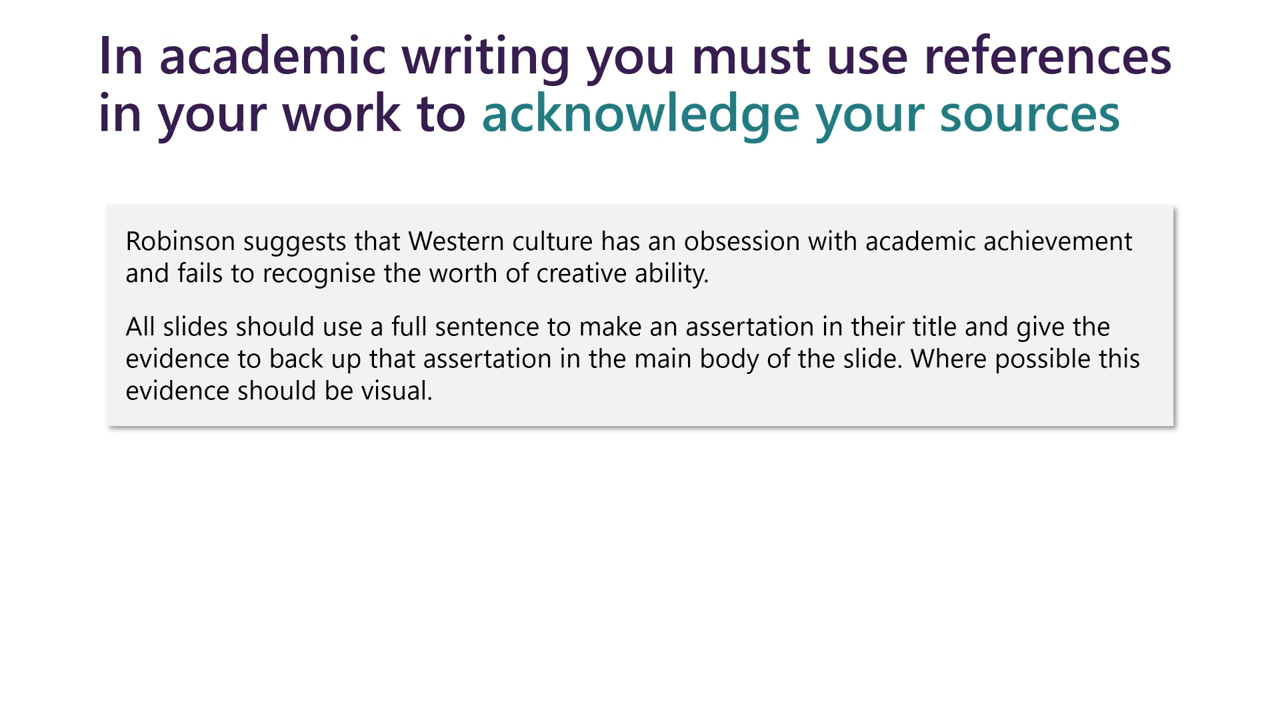 In academic writing you must use references
in your work to acknowledge your sources
Robinson suggests that Western culture has an obsession with academic achievement
and fails to recognise the worth of creative ability.
All slides should use a full sentence to make an assertation in their title and give the
evidence to back up that assertation in the main body of the slide. Where possible this
evidence should be visual.